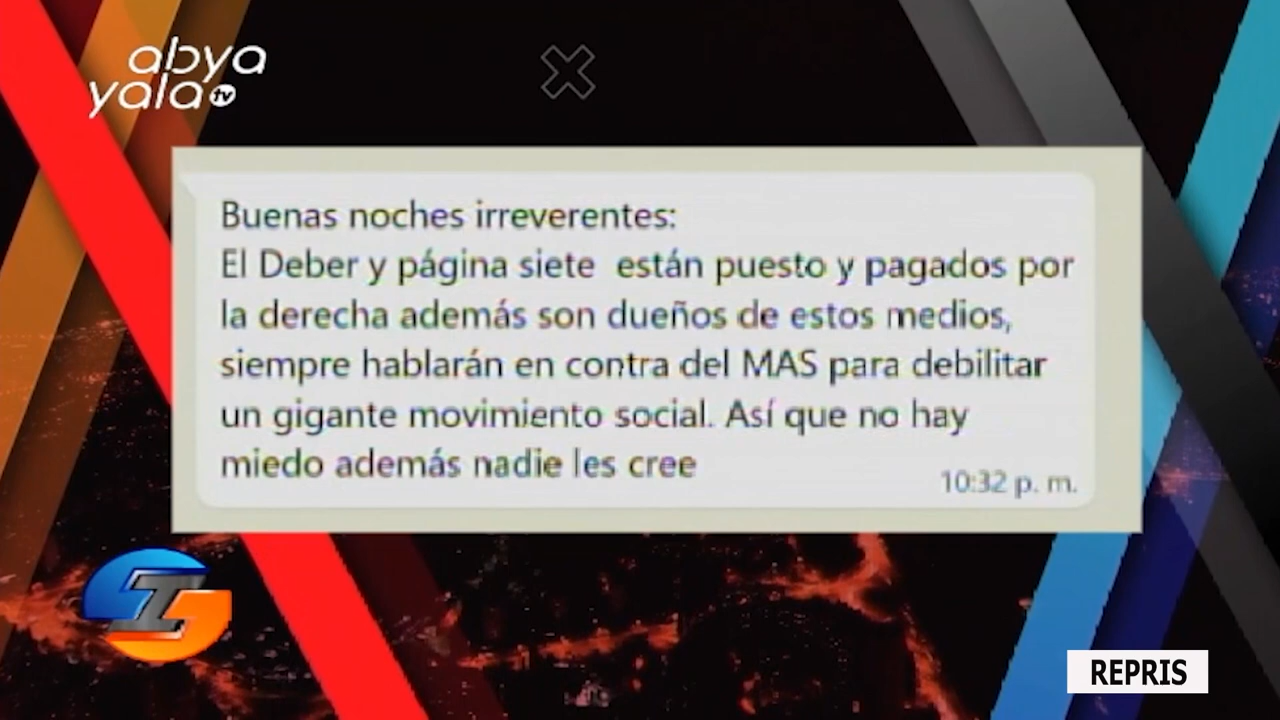 abya
yala tv
Buenas noches irreverentes:
El Deber y página siete están puesto y pagados por
la derecha además son dueños de estos medios,
siempre hablarán en contra del MAS para debilitar
un gigante movimiento social. Así que no hay
miedo además nadie les cree
10:32 p. m.
REPRIS